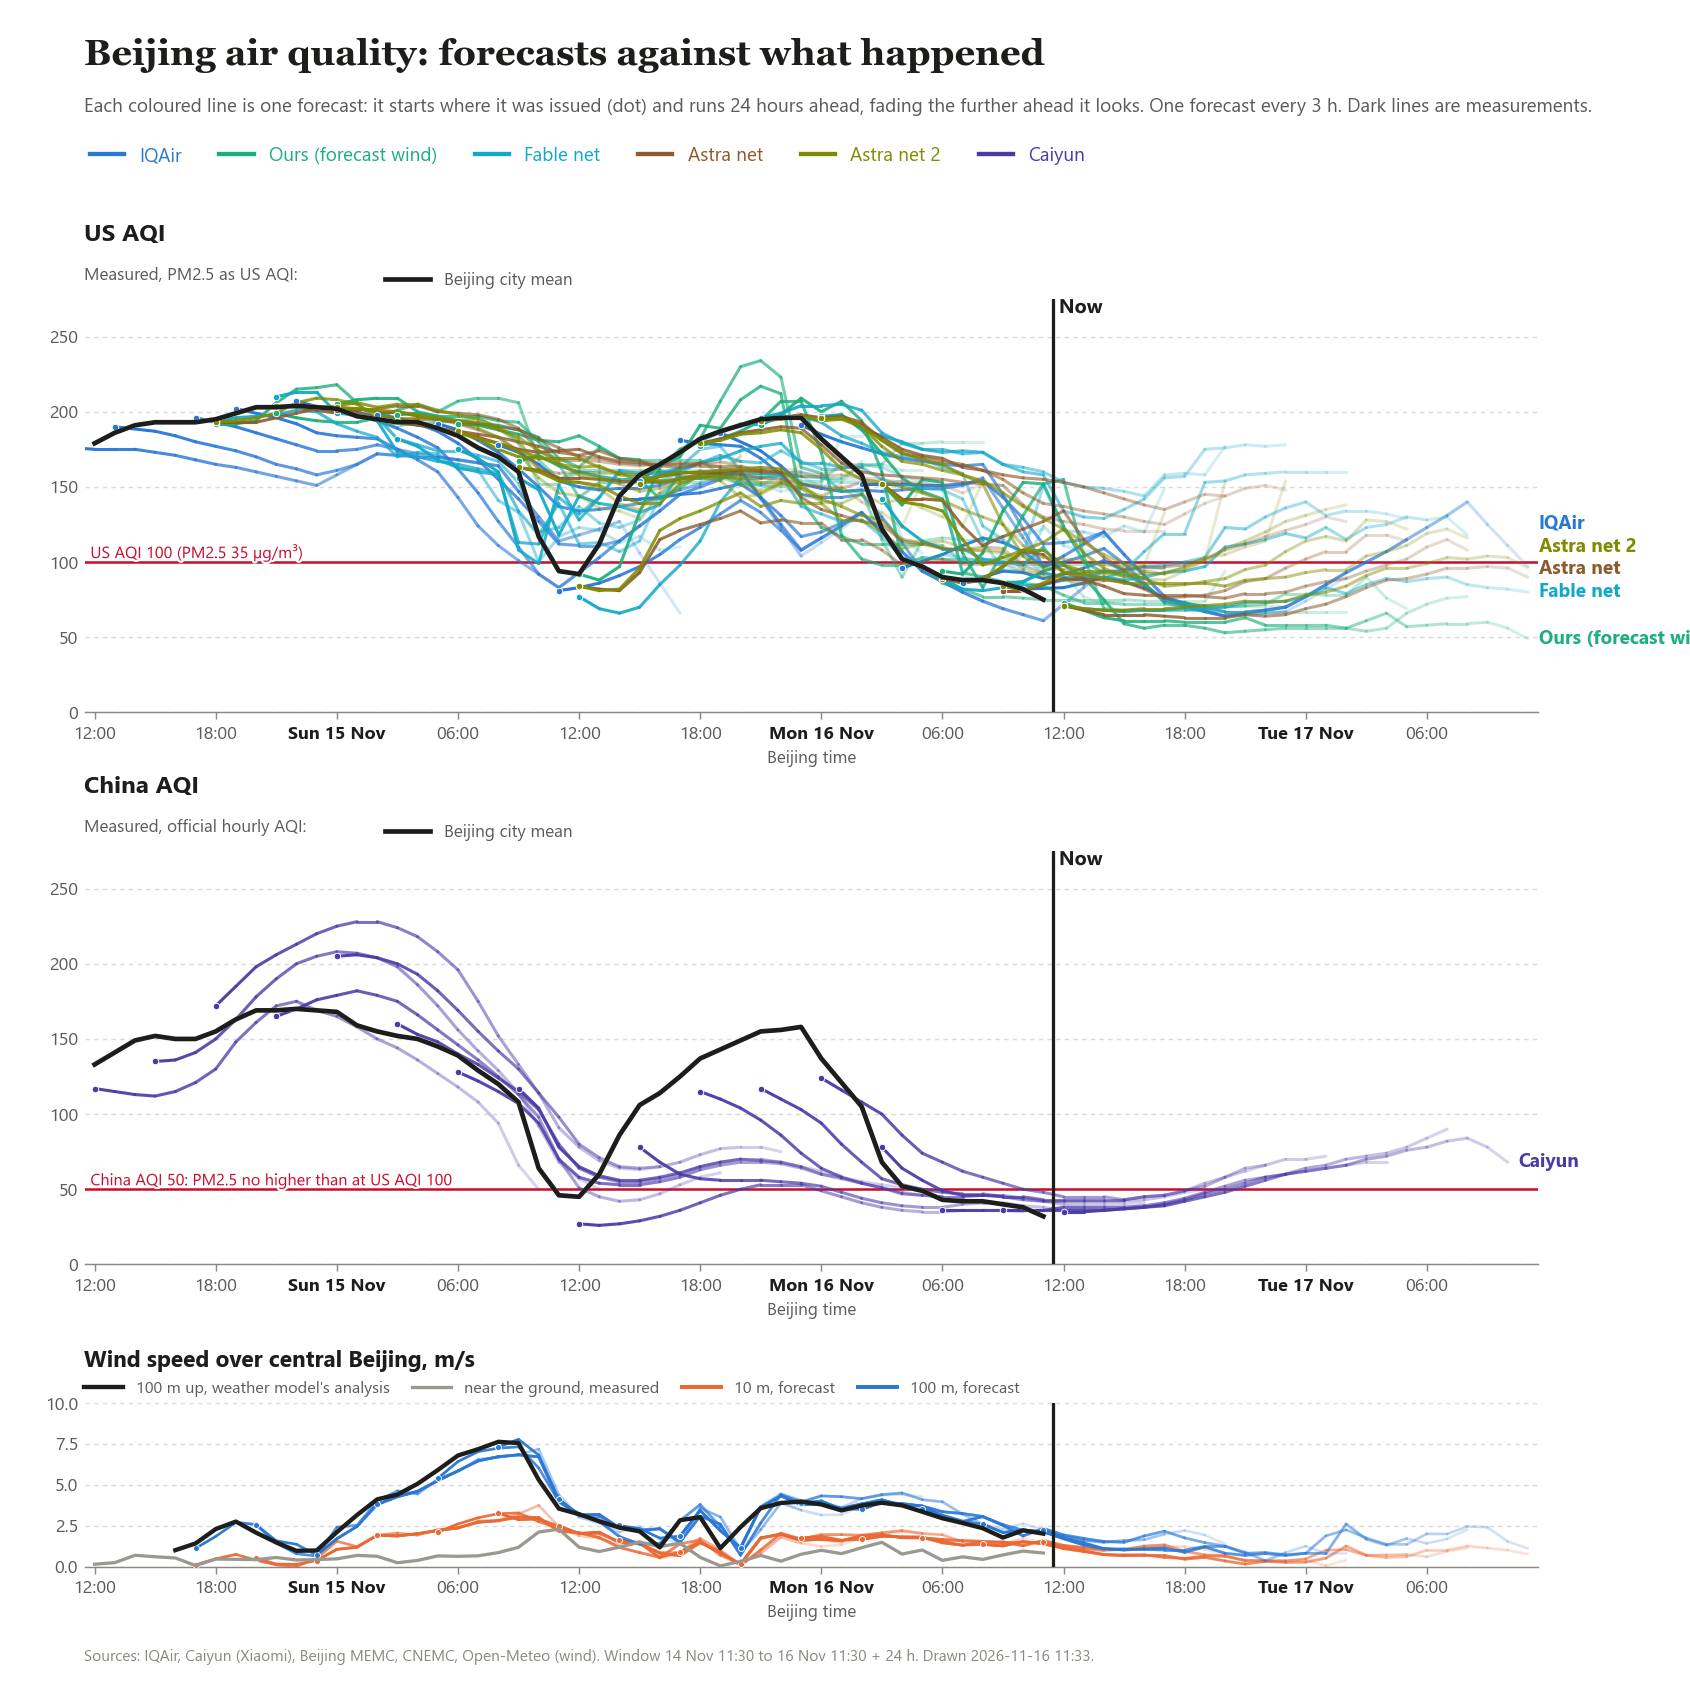 Beijing air quality: forecasts against what happened
Each coloured line is one forecast: it starts where it was issued (dot) and runs 24 hours ahead, fading the further ahead it looks. One forecast every 3 h. Dark lines are measurements.
IQAir Ours (forecast wind) Fable net Astra net Astra net 2 Caiyun
US AQI
Measured, PM2.5 as US AQI: Beijing city mean
Now
250
200
150
IQAir
Astra net 2
US AQI 100 (PM2.5 35 µg/m³)
100
Astra net
Fable net
50
Ours (forecast wi
0
12:00 18:00 Sun 15 Nov 06:00 12:00 18:00 Mon 16 Nov 06:00 12:00 18:00 Tue 17 Nov 06:00
Beijing time
China AQI
Measured, official hourly AQI: Beijing city mean
Now
250
200
150
100
Caiyun
China AQI 50: PM2.5 no higher than at US AQI 100
50
0
12:00 18:00 Sun 15 Nov 06:00 12:00 18:00 Mon 16 Nov 06:00 12:00 18:00 Tue 17 Nov 06:00
Beijing time
Wind speed over central Beijing, m/s
100 m up, weather model's analysis near the ground, measured 10 m, forecast 100 m, forecast
10.0
7.5
5.0
2.5
0.0
12:00 18:00 Sun 15 Nov 06:00 12:00 18:00 Mon 16 Nov 06:00 12:00 18:00 Tue 17 Nov 06:00
Beijing time
Sources: IQAir, Caiyun (Xiaomi), Beijing MEMC, CNEMC, Open-Meteo (wind). Window 14 Nov 11:30 to 16 Nov 11:30 + 24 h. Drawn 2026-11-16 11:33.